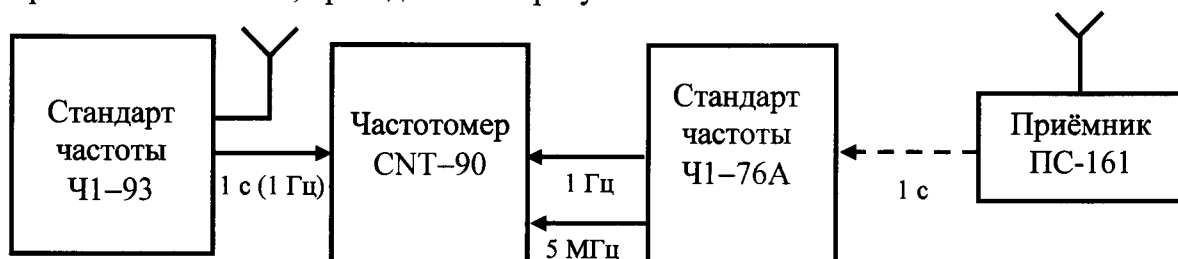 Стандарт
частоты
Ч1–93
1 с (1 Гц)
Частотомер
CNT–90
1 Гц
5 МГц
Стандарт
частоты
Ч1–76А
1 с
Приёмник
ПС-161